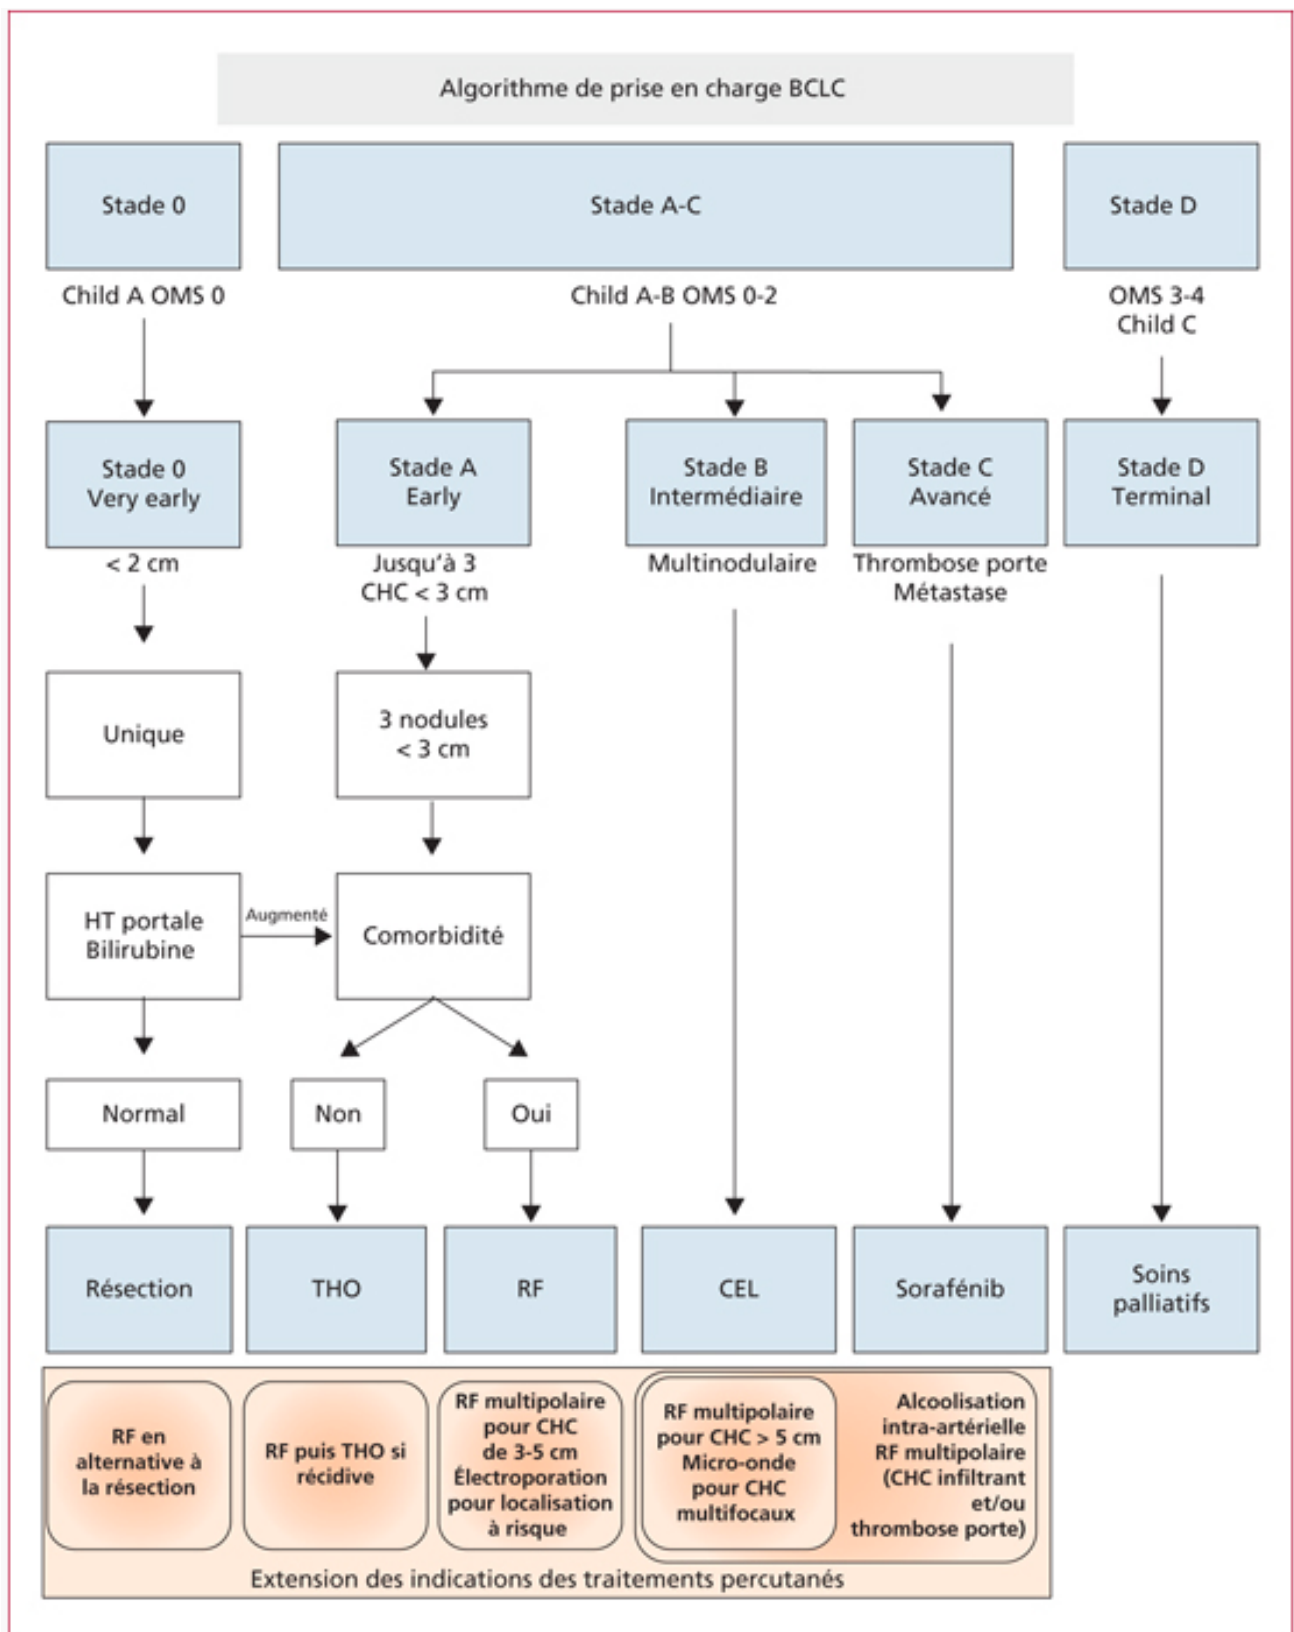 Algorithme de prise en charge BCLC
Stade 0
Stade A-C
Stade D
Child A OMS 0
Child A-B OMS 0-2
OMS 3-4
Child C
Stade 0
Very early
Stade A
Early
Stade B
Intermédiaire
Stade C
Avancé
Stade D
Terminal
< 2 cm
Jusqu'à 3
CHC < 3 cm
Multinodulaire
Thrombose porte
Métastase
Unique
3 nodules
< 3 cm
HT portale
Bilirubine
Augmenté
Comorbidité
Normal
Non
Oui
Résection
THO
RF
CEL
Sorafénib
Soins
palliatifs
RF en
alternative à
la résection
RF puis THO si
récidive
RF multipolaire
pour CHC
de 3-5 cm
Électroporation
pour localisation
à risque
RF multipolaire
pour CHC > 5 cm
Micro-onde
pour CHC
multifocaux
Alcoolisation
intra-artérielle
RF multipolaire
(CHC infiltrant
et/ou
thrombose porte)
Extension des indications des traitements percutanés